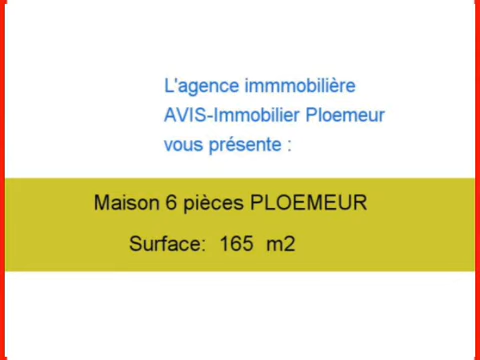 L'agence immmobilière
AVIS-Immobilier Ploemeur
vous présente :
Maison 6 pièces PLOEMEUR
Surface: 165 m2